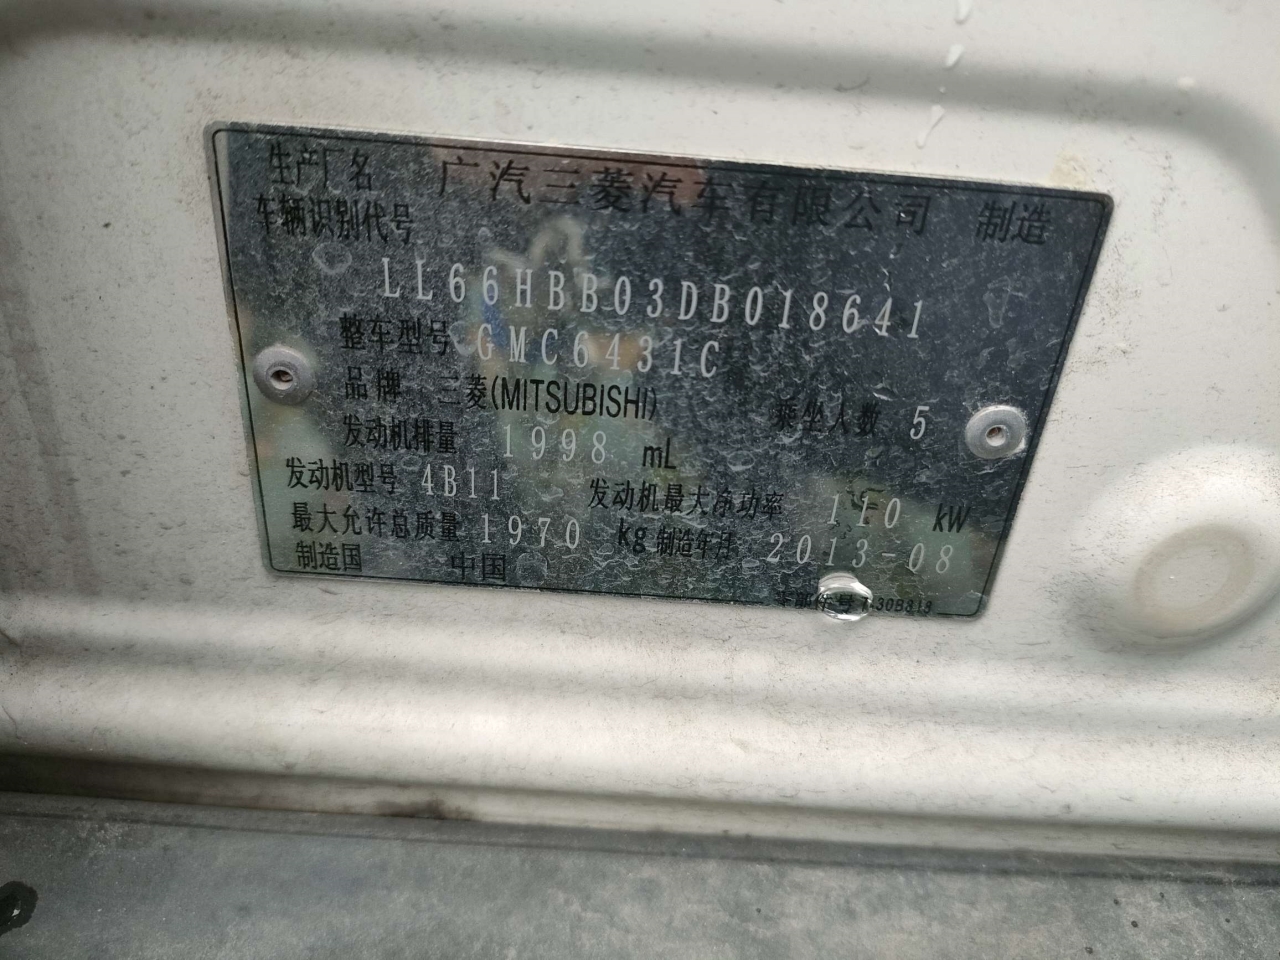 生产厂名 广汽三菱汽车有限公司 制造
车辆识别代号
LL66HBB03DB018641
整车型号 GMC6431C
品牌 三菱(MITSUBISHI) 乘坐人数 5
发动机排量 1998 mL
发动机型号 4B11 发动机最大净功率 110 kW
最大允许总质量 1970 kg 制造年月 2013-08
制造国 中国